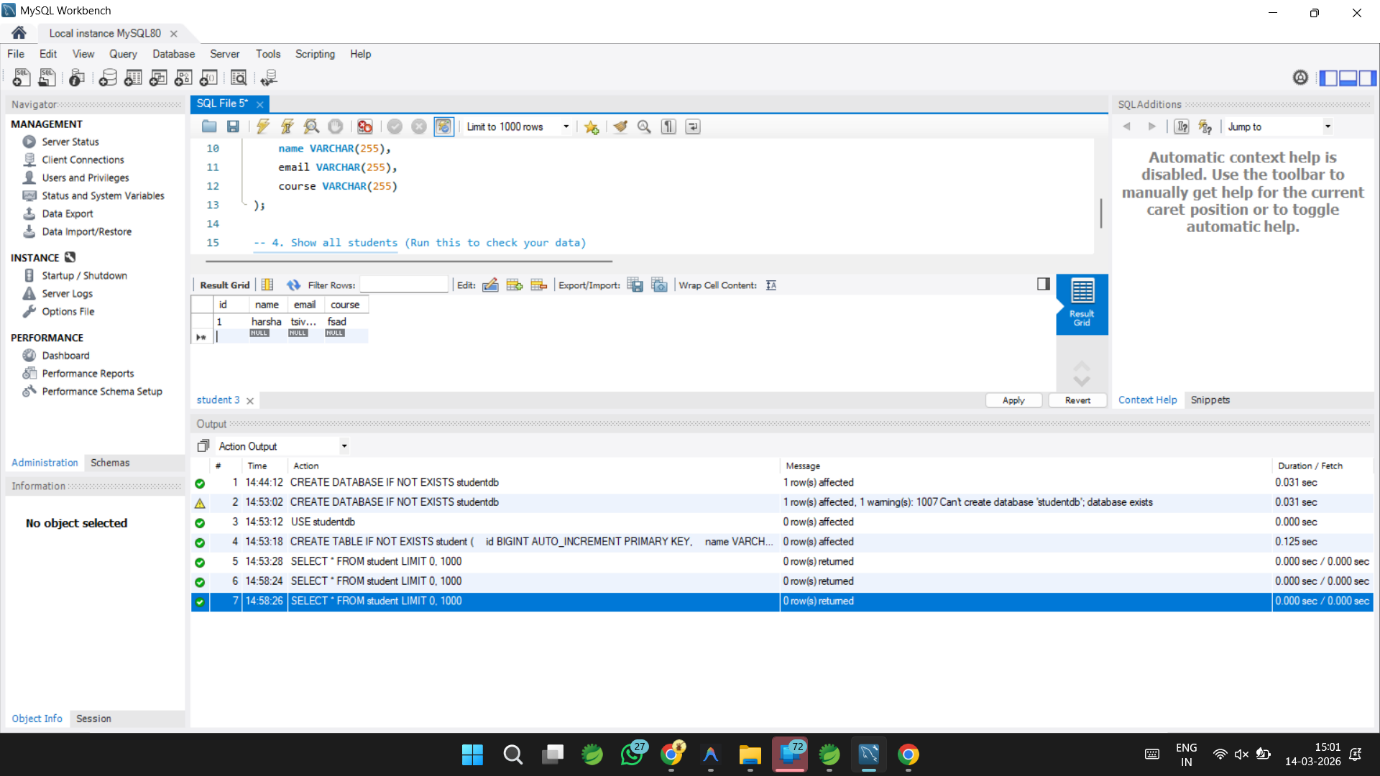 MySQL Workbench
Local instance MySQL80
File Edit View Query Database Server Tools Scripting Help
Navigator
MANAGEMENT
Server Status
Client Connections
Users and Privileges
Status and System Variables
Data Export
Data Import/Restore
INSTANCE
Startup / Shutdown
Server Logs
Options File
PERFORMANCE
Dashboard
Performance Reports
Performance Schema Setup
Administration Schemas
Information
No object selected
Object Info Session
SQL File 5*
Limit to 1000 rows
10 name VARCHAR(255),
11 email VARCHAR(255),
12 course VARCHAR(255)
13 );
14
15 -- 4. Show all students (Run this to check your data)
Result Grid Filter Rows: Edit: Export/Import: Wrap Cell Content:
id name email course
1 harsha tsiv... fsad
NULL NULL NULL
Result
Grid
student 3
Apply Revert
SQLAdditions
Jump to
Automatic context help is
disabled. Use the toolbar to
manually get help for the current
caret position or to toggle
automatic help.
Context Help Snippets
Output
Action Output
# Time Action Message Duration / Fetch
1 14:44:12 CREATE DATABASE IF NOT EXISTS studentdb 1 row(s) affected 0.031 sec
2 14:53:02 CREATE DATABASE IF NOT EXISTS studentdb 1 row(s) affected, 1 warning(s): 1007 Can't create database 'studentdb'; database exists 0.031 sec
3 14:53:12 USE studentdb 0 row(s) affected 0.000 sec
4 14:53:18 CREATE TABLE IF NOT EXISTS student ( id BIGINT AUTO_INCREMENT PRIMARY KEY, name VARCH... 0 row(s) affected 0.125 sec
5 14:53:28 SELECT * FROM student LIMIT 0, 1000 0 row(s) returned 0.000 sec / 0.000 sec
6 14:58:24 SELECT * FROM student LIMIT 0, 1000 0 row(s) returned 0.000 sec / 0.000 sec
7 14:58:26 SELECT * FROM student LIMIT 0, 1000 0 row(s) returned 0.000 sec / 0.000 sec
27
72
ENG
IN
15:01
14-03-2026